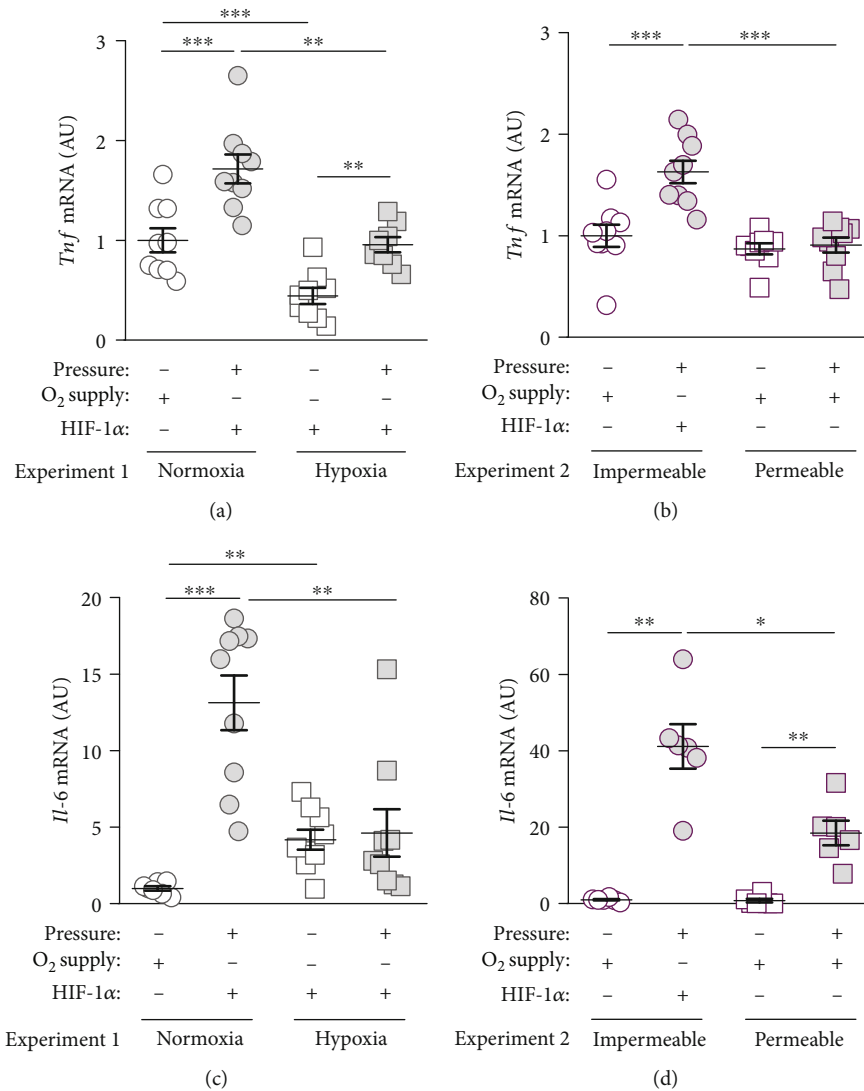 ***
***
**
**
3
2
1
0
Tnf mRNA (AU)
Pressure: – + – +
O2 supply: + – – –
HIF-1α: – + + +
Experiment 1 Normoxia Hypoxia
(a)
***
***
3
2
1
0
Tnf mRNA (AU)
Pressure: – + – +
O2 supply: + – + +
HIF-1α: – + – –
Experiment 2 Impermeable Permeable
(b)
**
***
**
20
15
10
5
0
Il-6 mRNA (AU)
Pressure: – + – +
O2 supply: + – – –
HIF-1α: – + + +
Experiment 1 Normoxia Hypoxia
(c)
**
*
**
80
60
40
20
0
Il-6 mRNA (AU)
Pressure: – + – +
O2 supply: + – + +
HIF-1α: – + – –
Experiment 2 Impermeable Permeable
(d)